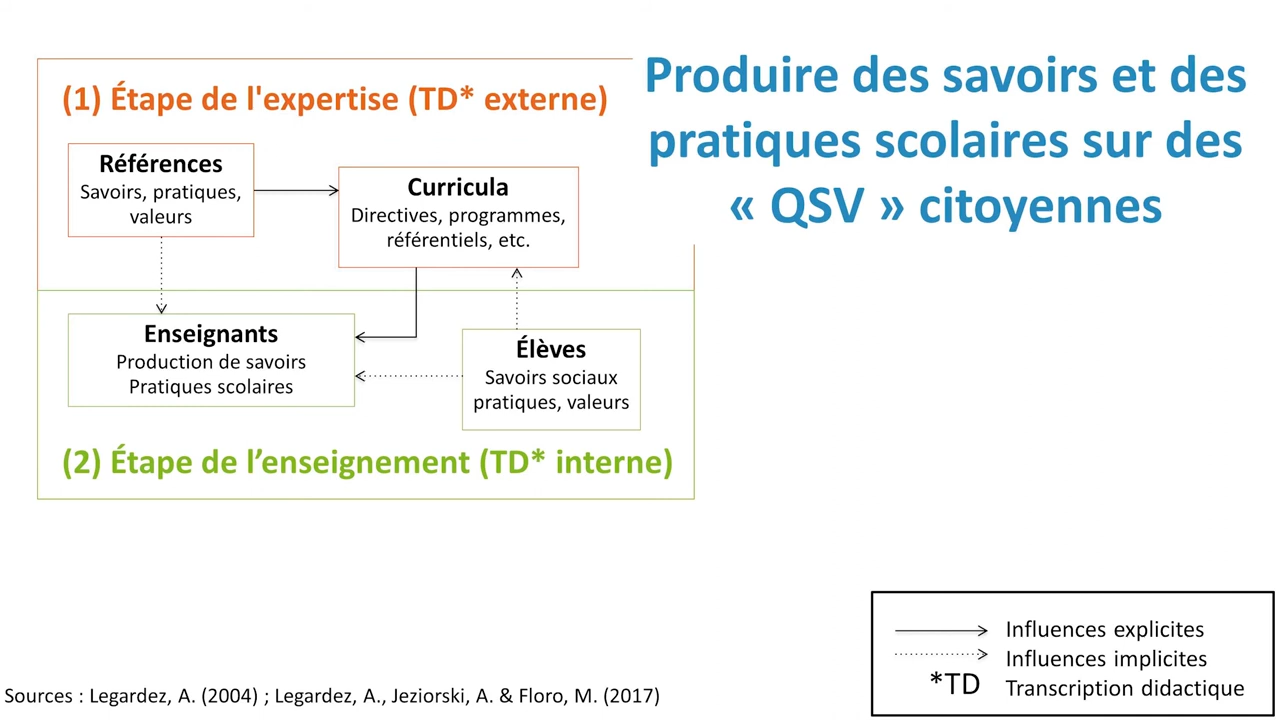 Produire des savoirs et des
pratiques scolaires sur des
« QSV » citoyennes
(1) Étape de l'expertise (TD* externe)
Références
Savoirs, pratiques,
valeurs
Curricula
Directives, programmes,
référentiels, etc.
Enseignants
Production de savoirs
Pratiques scolaires
Élèves
Savoirs sociaux
pratiques, valeurs
(2) Étape de l’enseignement (TD* interne)
Influences explicites
Influences implicites
*TD Transcription didactique
Sources : Legardez, A. (2004) ; Legardez, A., Jeziorski, A. & Floro, M. (2017)